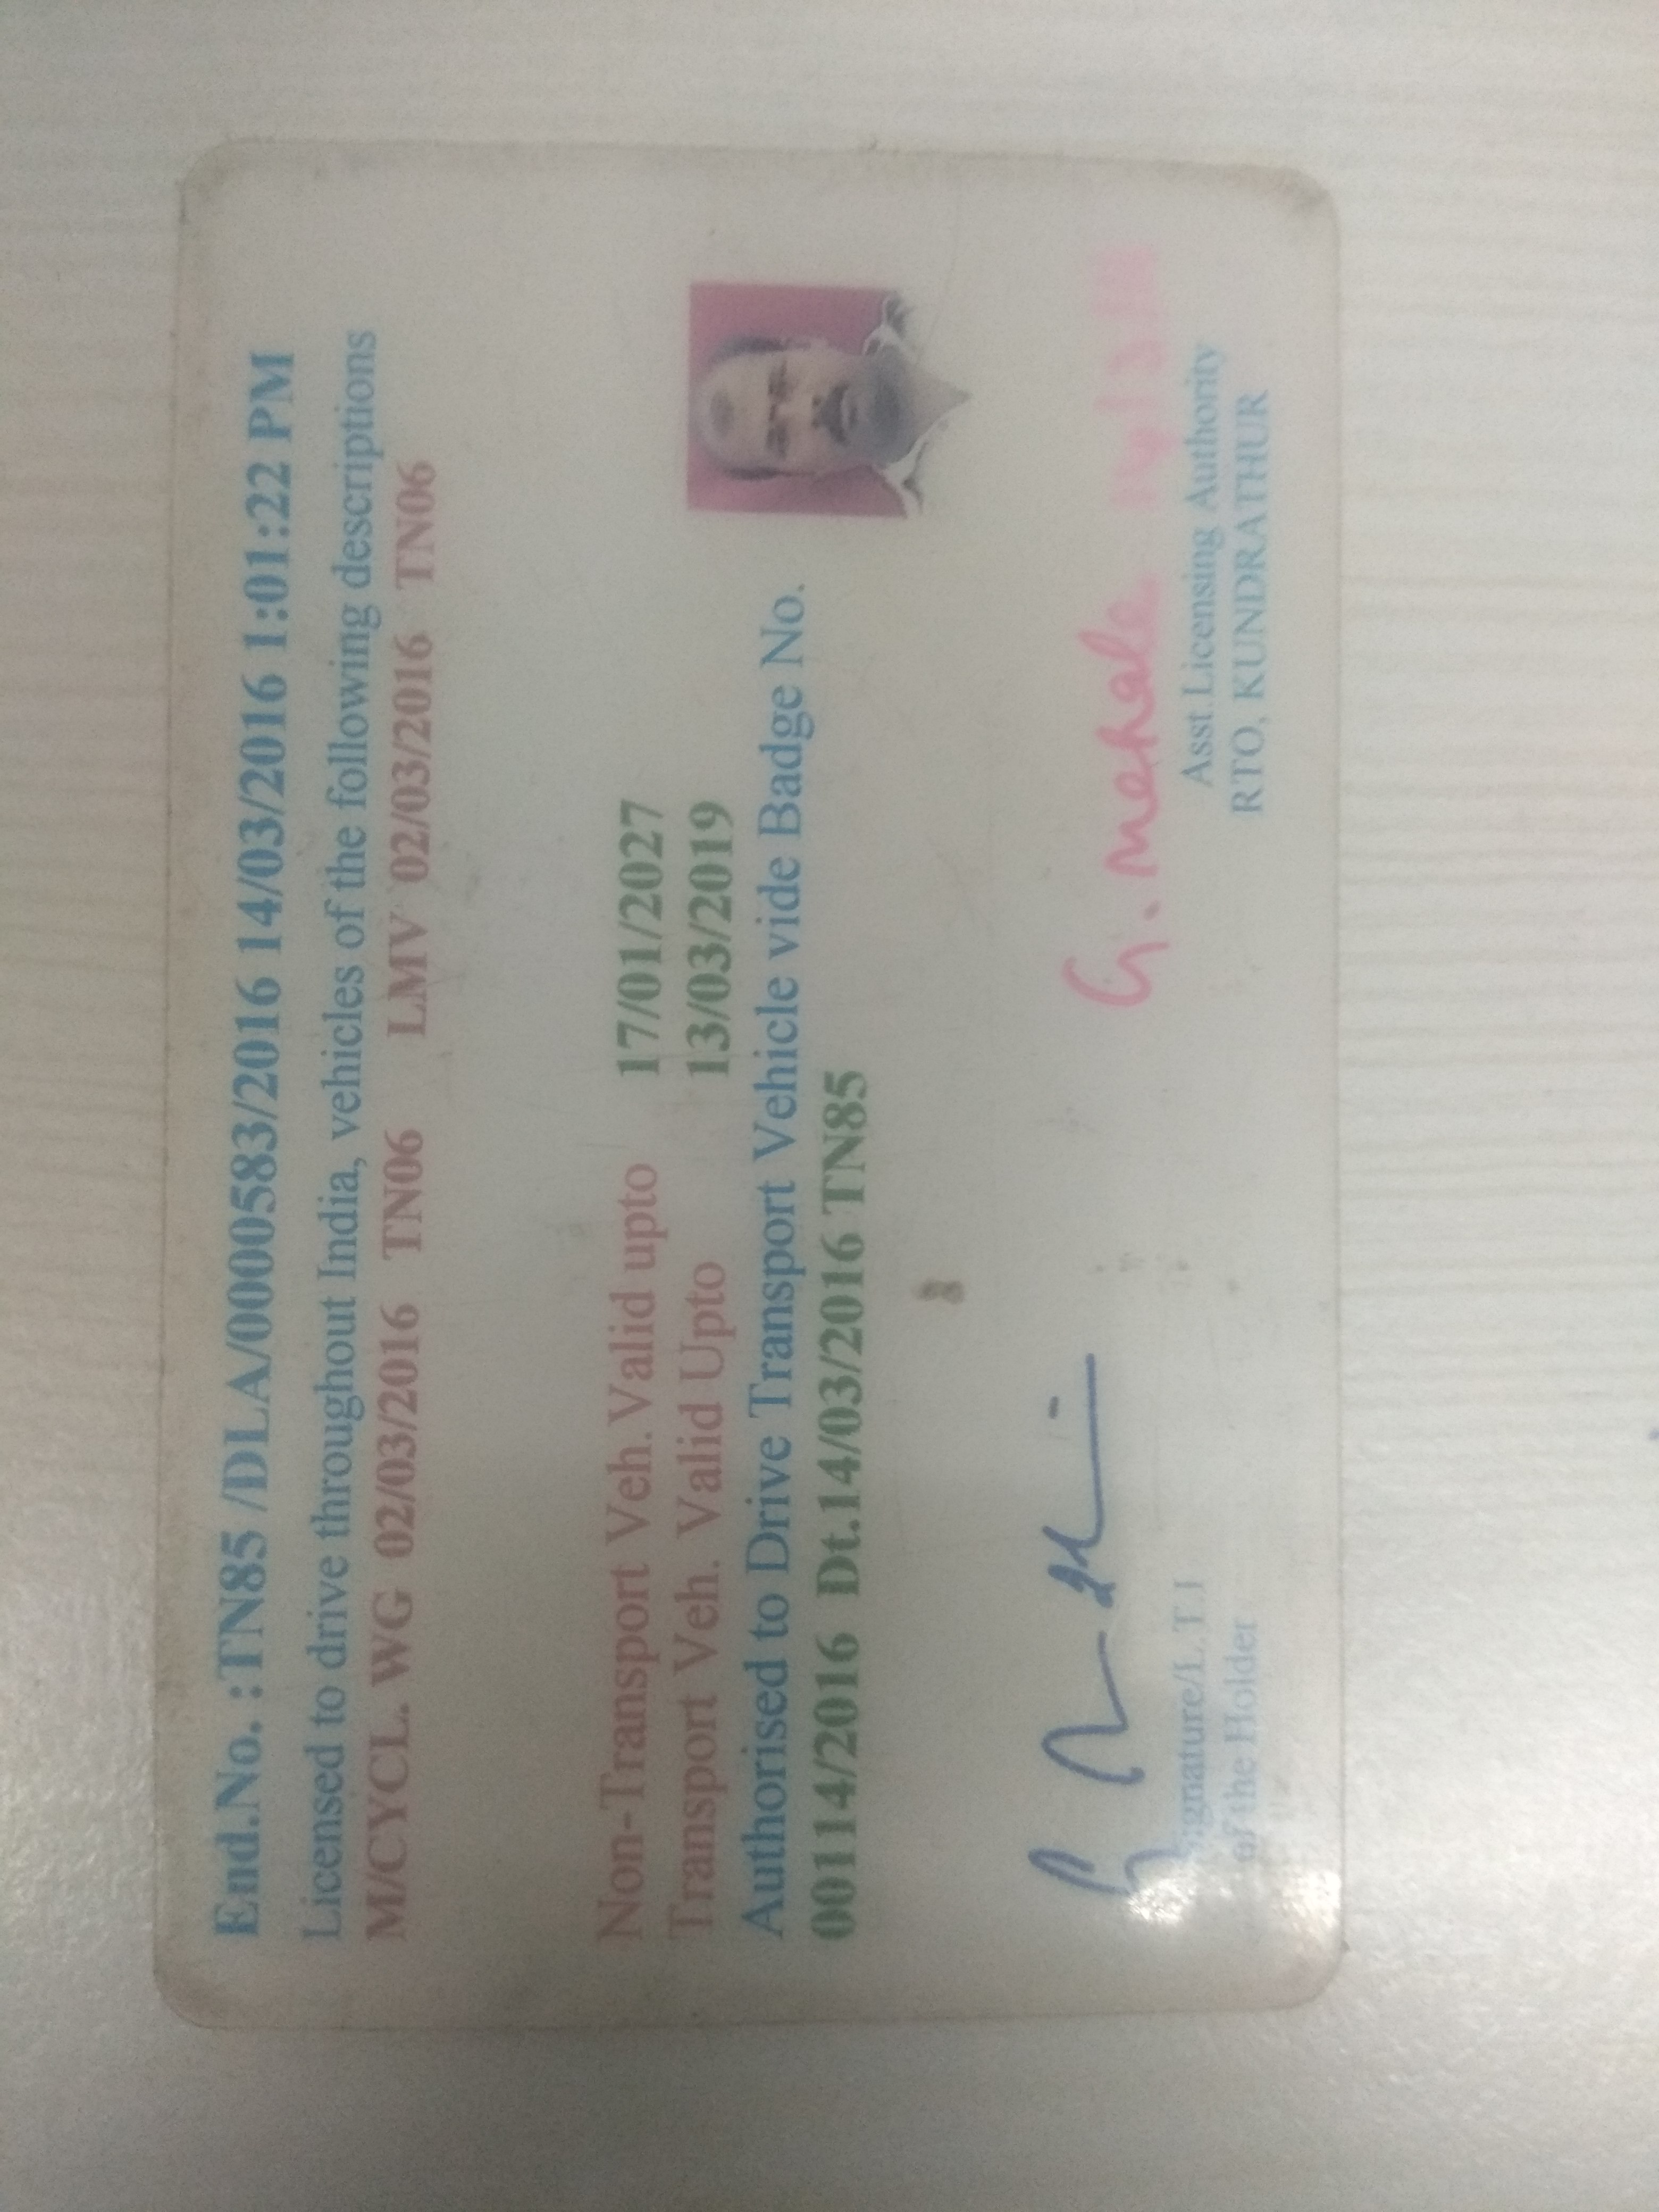 End.No. :TN85 /DLA/0000583/2016 14/03/2016 1:01:22 PM
Licensed to drive throughout India, vehicles of the following descriptions
M/CYCL. WG 02/03/2016 TN06 LMV 02/03/2016 TN06
Non-Transport Veh. Valid upto 17/01/2027
Transport Veh. Valid Upto 13/03/2019
Authorised to Drive Transport Vehicle vide Badge No.
00114/2016 Dt.14/03/2016 TN85
Signature/L.T.I
of the Holder
Asst.Licensing Authority
RTO, KUNDRATHUR